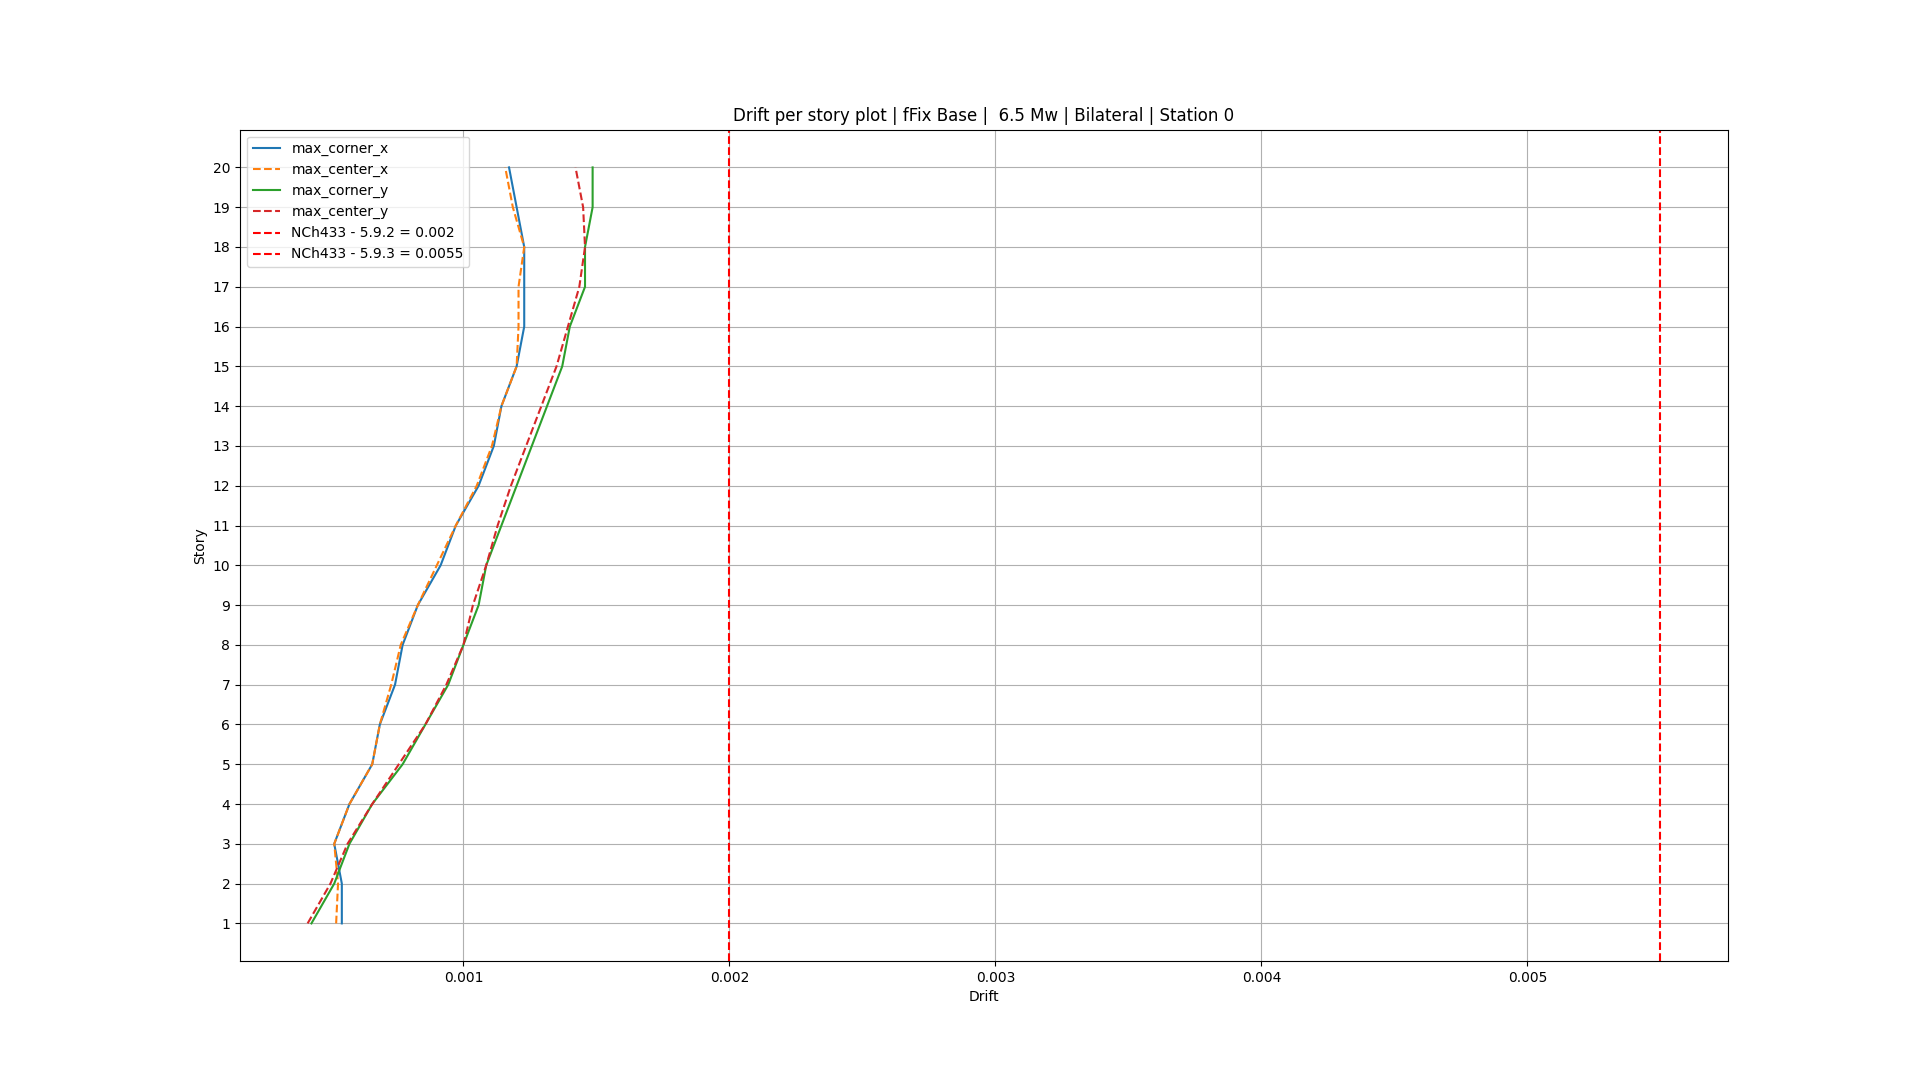 Drift per story plot | fFix Base |  6.5 Mw | Bilateral | Station 0
max_corner_x
max_center_x
max_corner_y
max_center_y
NCh433 - 5.9.2 = 0.002
NCh433 - 5.9.3 = 0.0055
20
19
18
17
16
15
14
13
12
11
10
9
8
7
6
5
4
3
2
1
Story
0.001 0.002 0.003 0.004 0.005
Drift